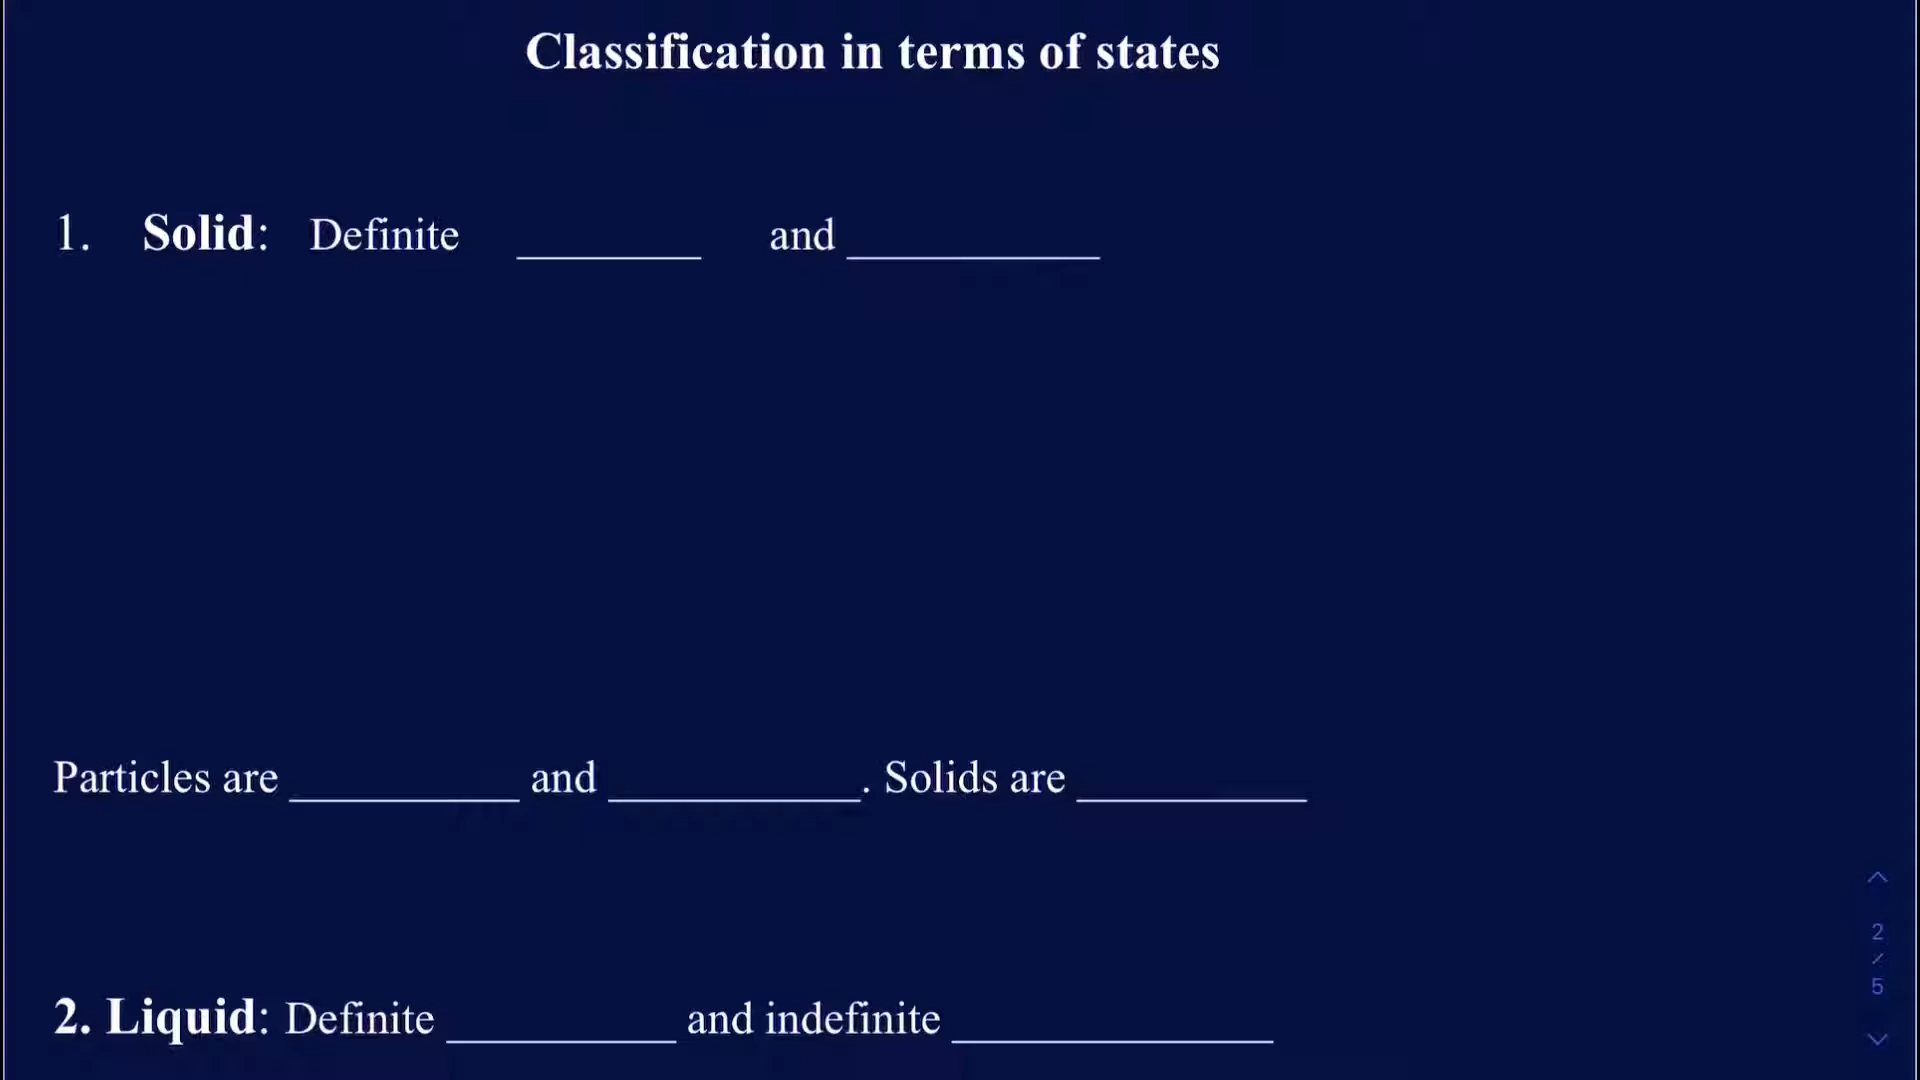 Classification in terms of states
1. Solid: Definite ________ and ___________
Particles are __________ and ___________. Solids are __________
2
/
5
2. Liquid: Definite __________ and indefinite ______________